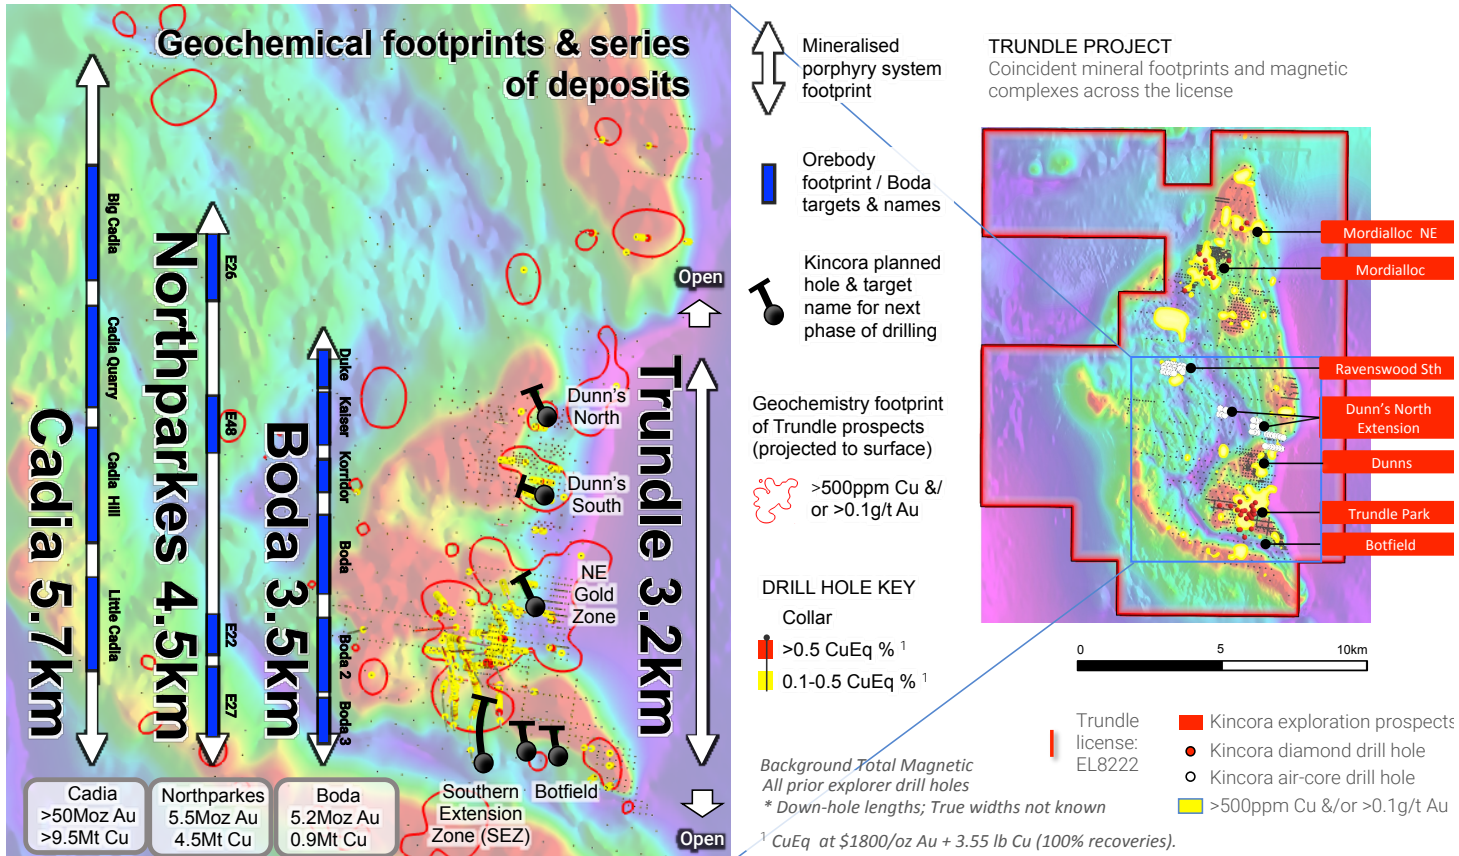 Geochemical footprints & series
of deposits
Big Cadia
Cadia Quarry
Cadia Hill
Little Cadia
Cadia 5.7km
E26
E48
E22
E27
Northparkes 4.5km
Duke
Kaiser
Korridor
Boda
Boda 2
Boda 3
Boda 3.5km
Open
Trundle 3.2km
Open
Dunn's
North
Dunn's
South
NE
Gold
Zone
Southern
Extension
Zone (SEZ)
Botfield
Cadia
>50Moz Au
>9.5Mt Cu
Northparkes
5.5Moz Au
4.5Mt Cu
Boda
5.2Moz Au
0.9Mt Cu
Mineralised
porphyry system
footprint
Orebody
footprint / Boda
targets & names
Kincora planned
hole & target
name for next
phase of drilling
Geochemistry footprint
of Trundle prospects
(projected to surface)
>500ppm Cu &/
or >0.1g/t Au
DRILL HOLE KEY
Collar
>0.5 CuEq % 1
0.1-0.5 CuEq % 1
Background Total Magnetic
All prior explorer drill holes
* Down-hole lengths; True widths not known
1 CuEq at $1800/oz Au + 3.55 lb Cu (100% recoveries).
TRUNDLE PROJECT
Coincident mineral footprints and magnetic
complexes across the license
Mordialloc NE
Mordialloc
Ravenswood Sth
Dunn's North
Extension
Dunns
Trundle Park
Botfield
0 5 10km
Trundle
license:
EL8222
Kincora exploration prospects
Kincora diamond drill hole
Kincora air-core drill hole
>500ppm Cu &/or >0.1g/t Au